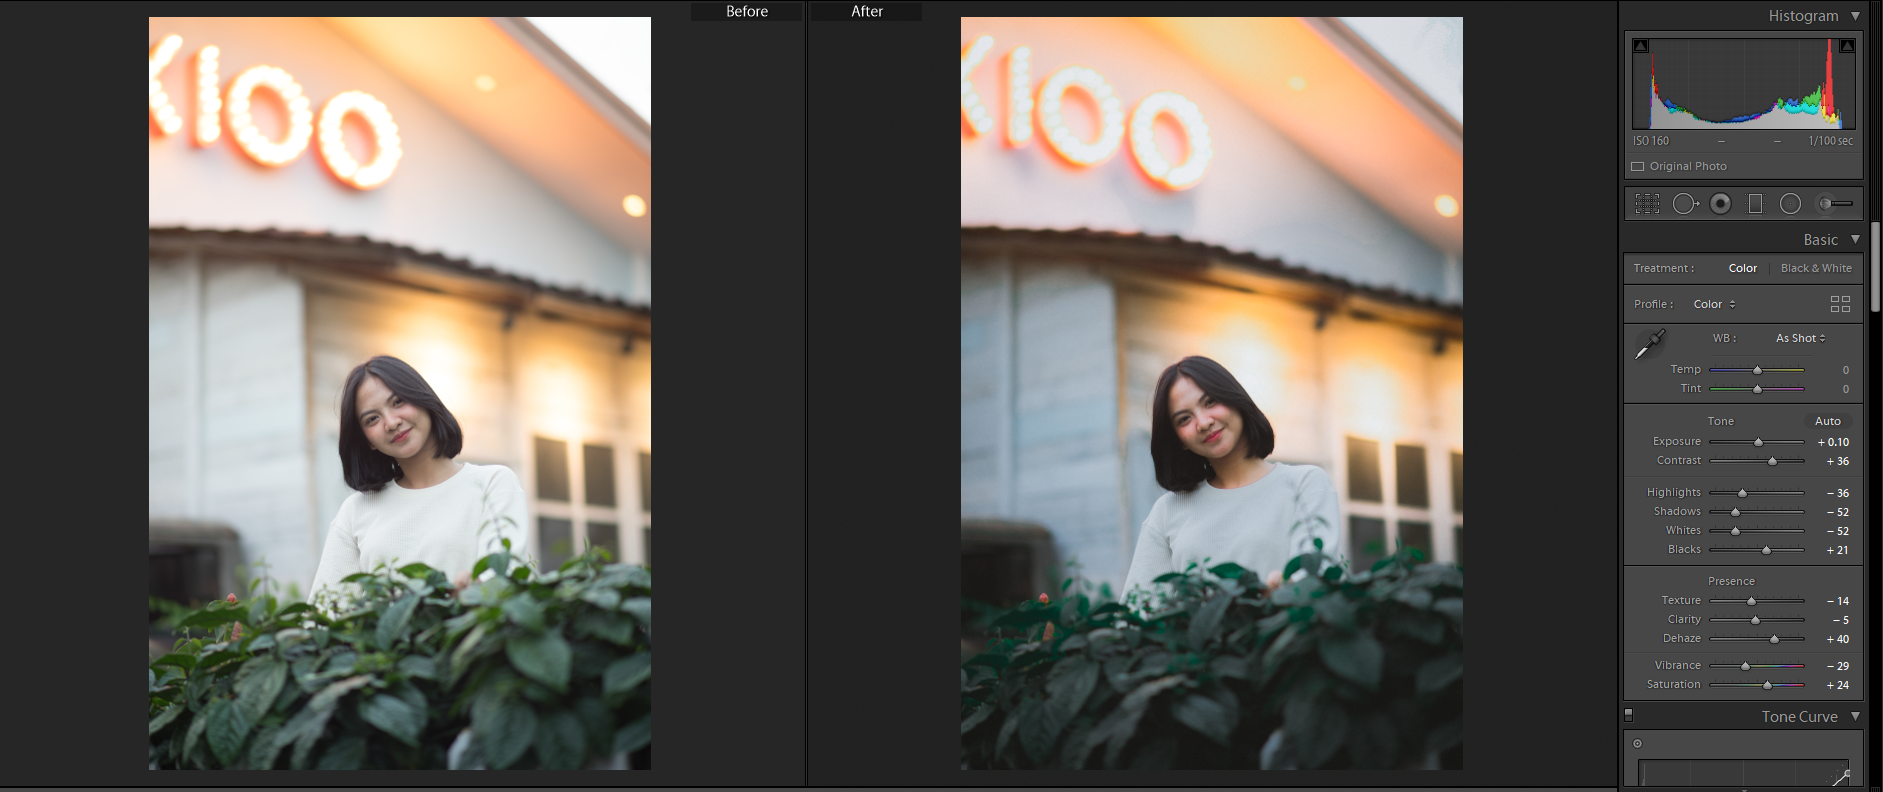 Before
After
KIOO
KIOO
Histogram
ISO 160 – – 1/100 sec
Original Photo
Basic
Treatment : Color Black & White
Profile : Color
WB : As Shot
Temp 0
Tint 0
Tone Auto
Exposure + 0.10
Contrast + 36
Highlights – 36
Shadows – 52
Whites – 52
Blacks + 21
Presence
Texture – 14
Clarity – 5
Dehaze + 40
Vibrance – 29
Saturation + 24
Tone Curve